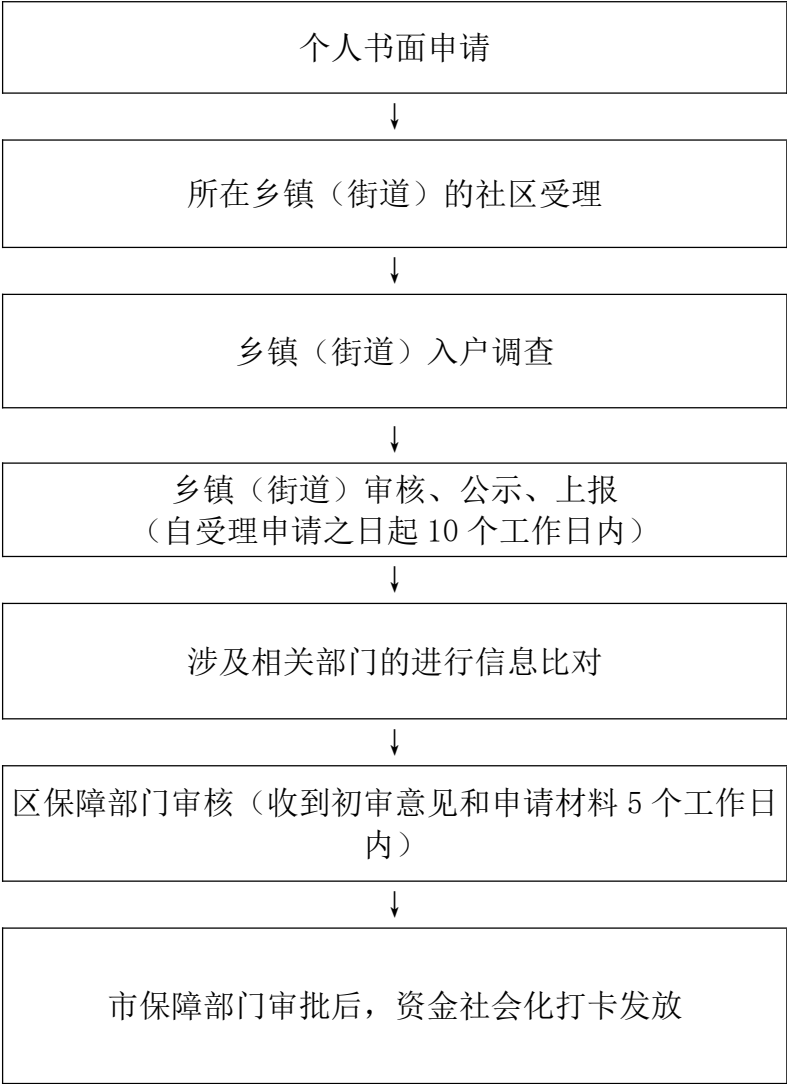 个人书面申请
↓
所在乡镇（街道）的社区受理
↓
乡镇（街道）入户调查
↓
乡镇（街道）审核、公示、上报
（自受理申请之日起 10 个工作日内）
↓
涉及相关部门的进行信息比对
↓
区保障部门审核（收到初审意见和申请材料 5 个工作日
内）
↓
市保障部门审批后，资金社会化打卡发放